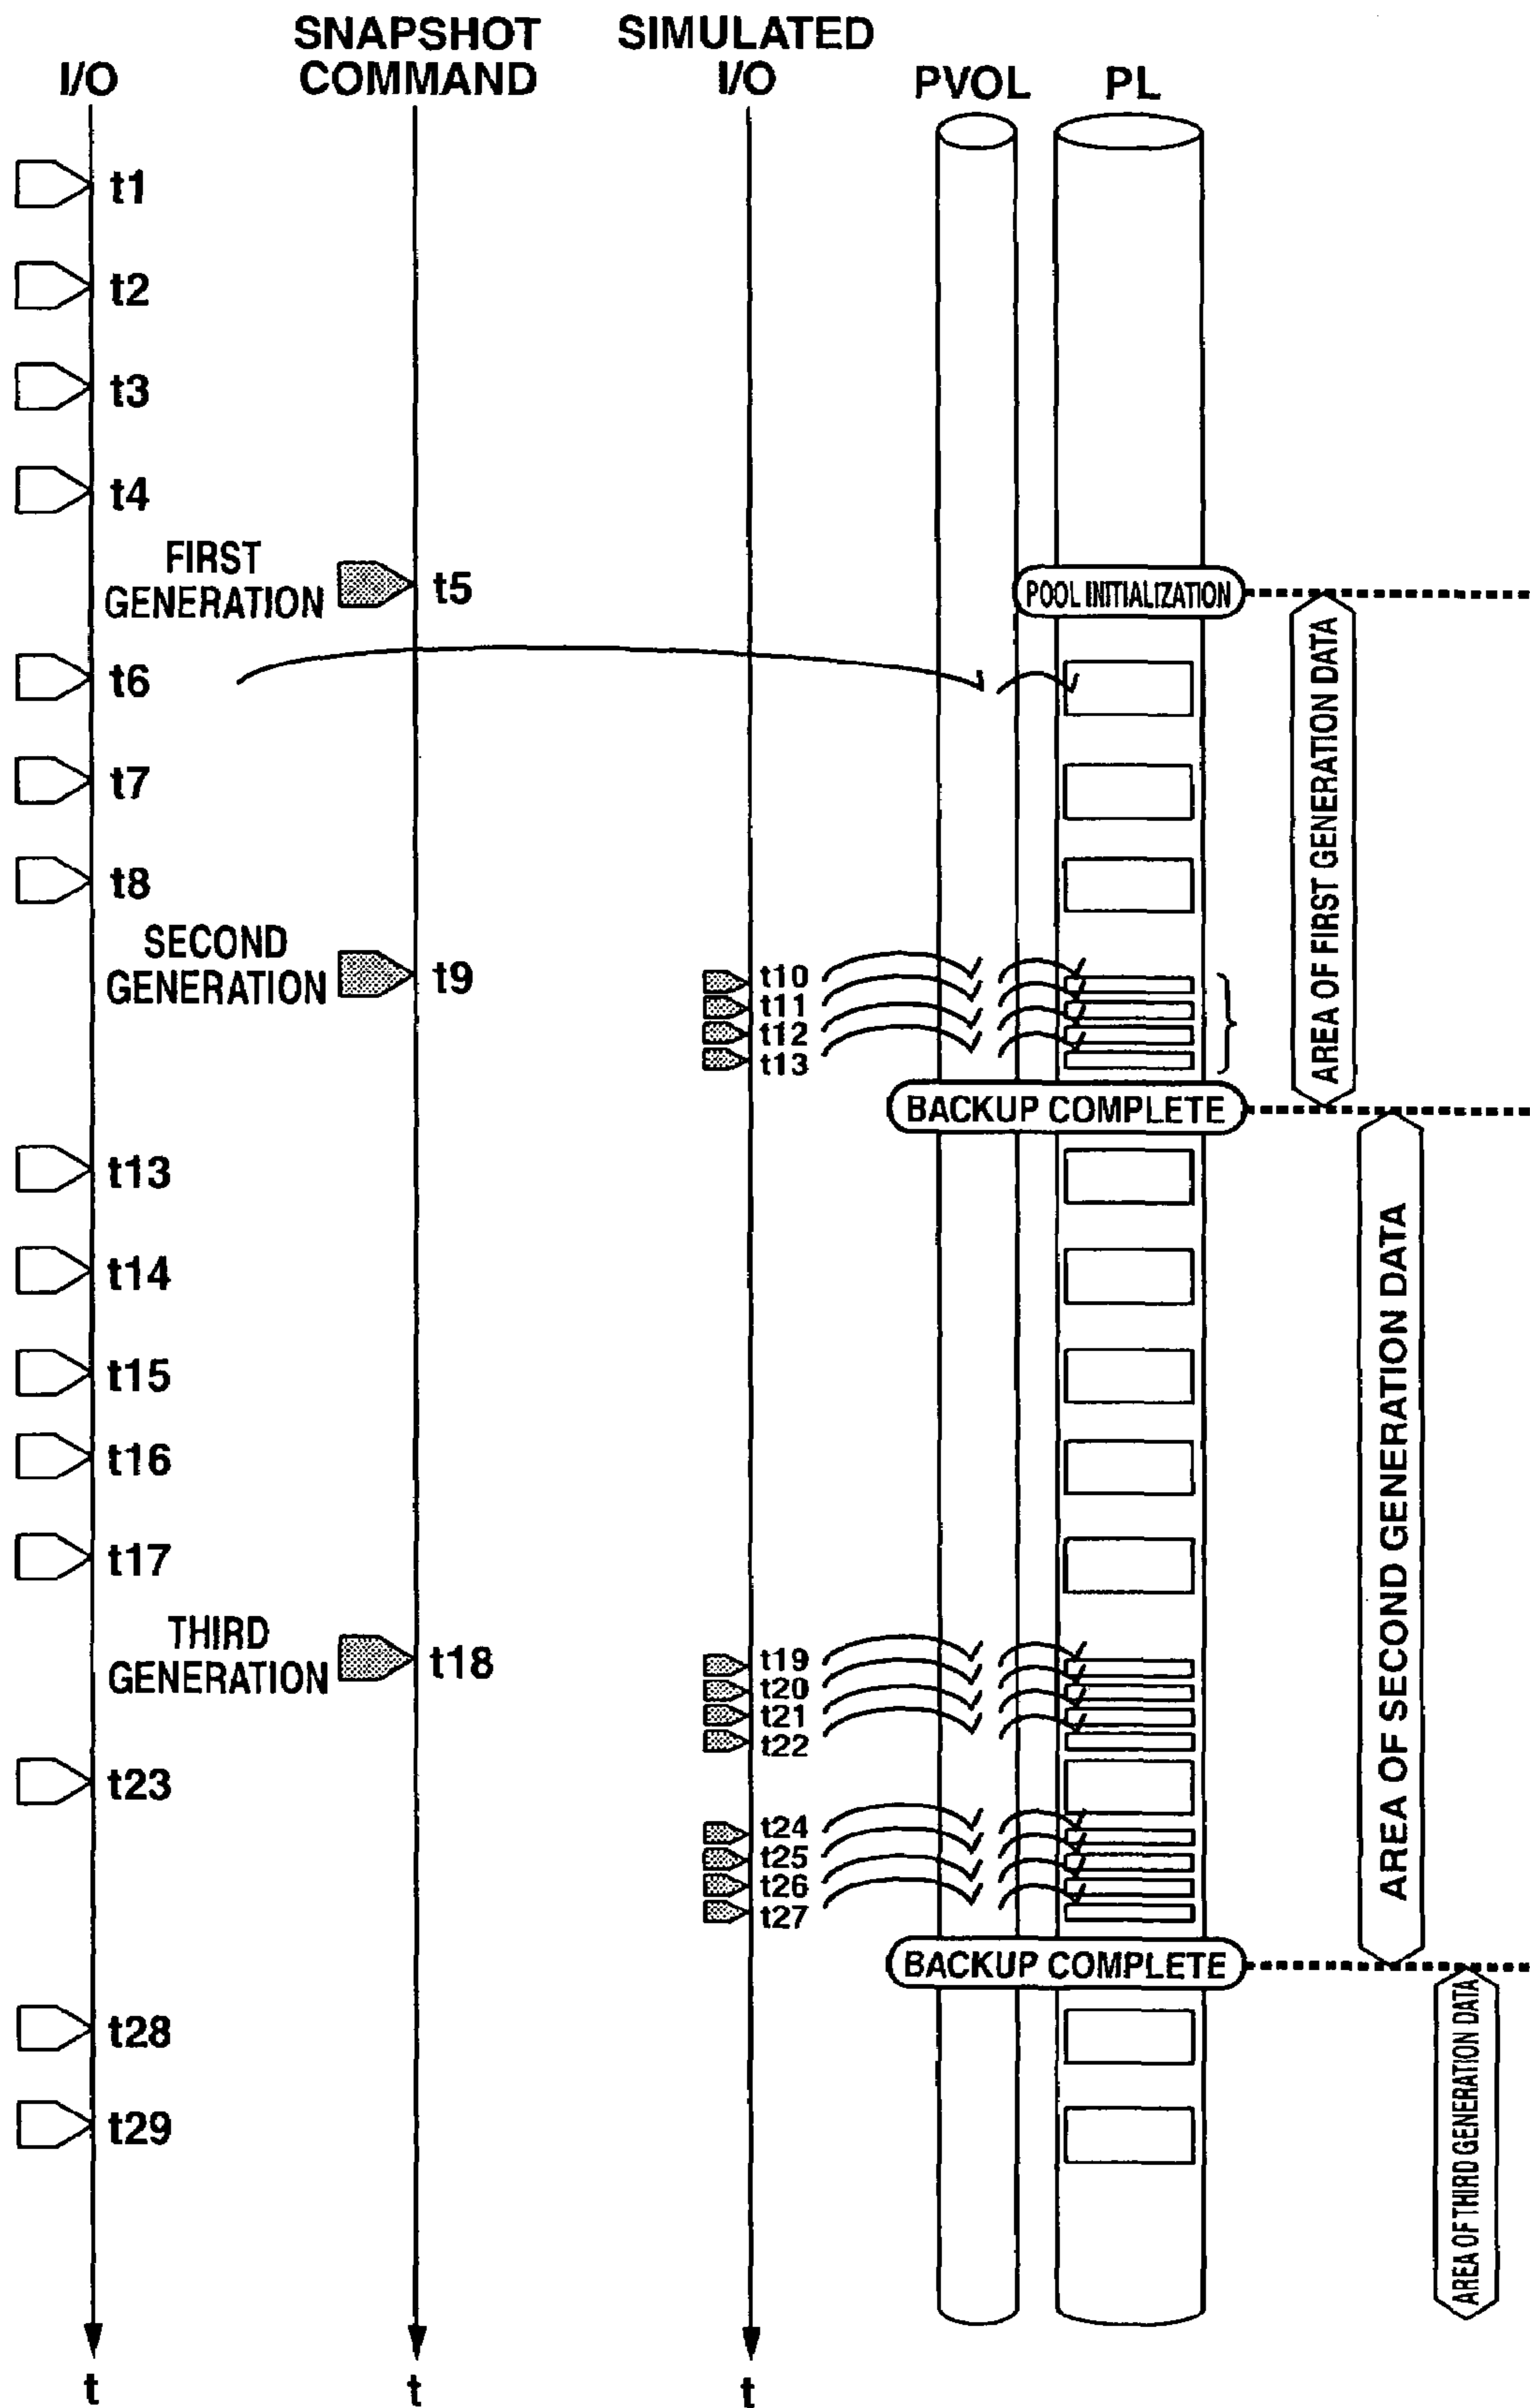 SNAPSHOT
COMMAND
SIMULATED
I/O
I/O
PVOL
PL
t1
t2
t3
t4
FIRST
GENERATION
t5
POOL INITIALIZATION
t6
t7
t8
AREA OF FIRST GENERATION DATA
SECOND
GENERATION
t9
t10
t11
t12
t13
BACKUP COMPLETE
t13
t14
t15
t16
t17
AREA OF SECOND GENERATION DATA
THIRD
GENERATION
t18
t19
t20
t21
t22
t23
t24
t25
t26
t27
BACKUP COMPLETE
t28
t29
AREA OF THIRD GENERATION DATA
t
t
t